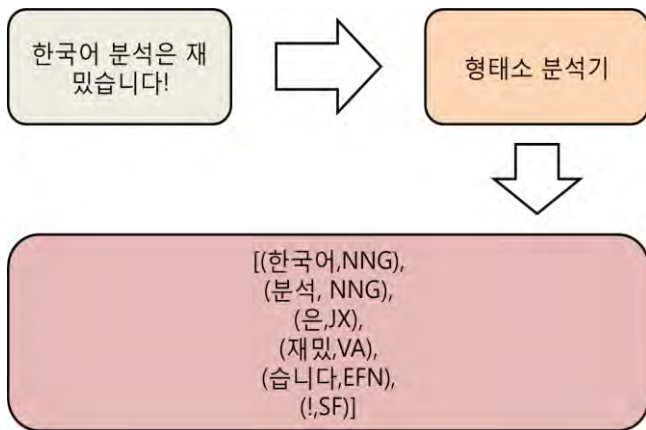 한국어 분석은 재
밌습니다!
형태소 분석기
[(한국어,NNG),
(분석, NNG),
(은,JX),
(재밌,VA),
(습니다,EFN),
(!,SF)]